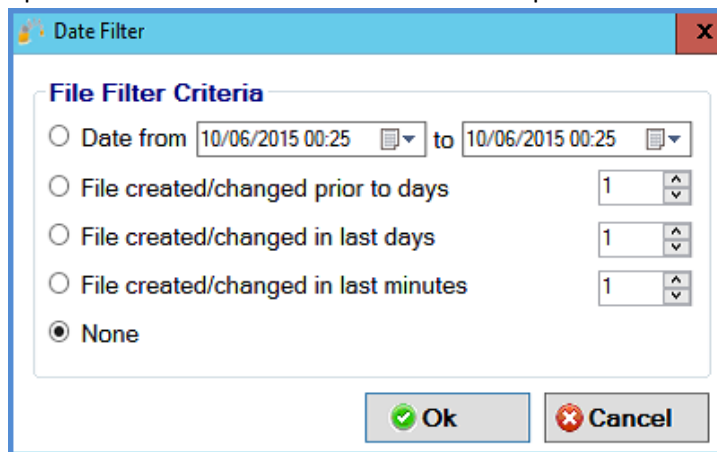 Date Filter
x
File Filter Criteria
Date from 10/06/2015 00:25 to 10/06/2015 00:25
File created/changed prior to days 1
File created/changed in last days 1
File created/changed in last minutes 1
None
Ok Cancel